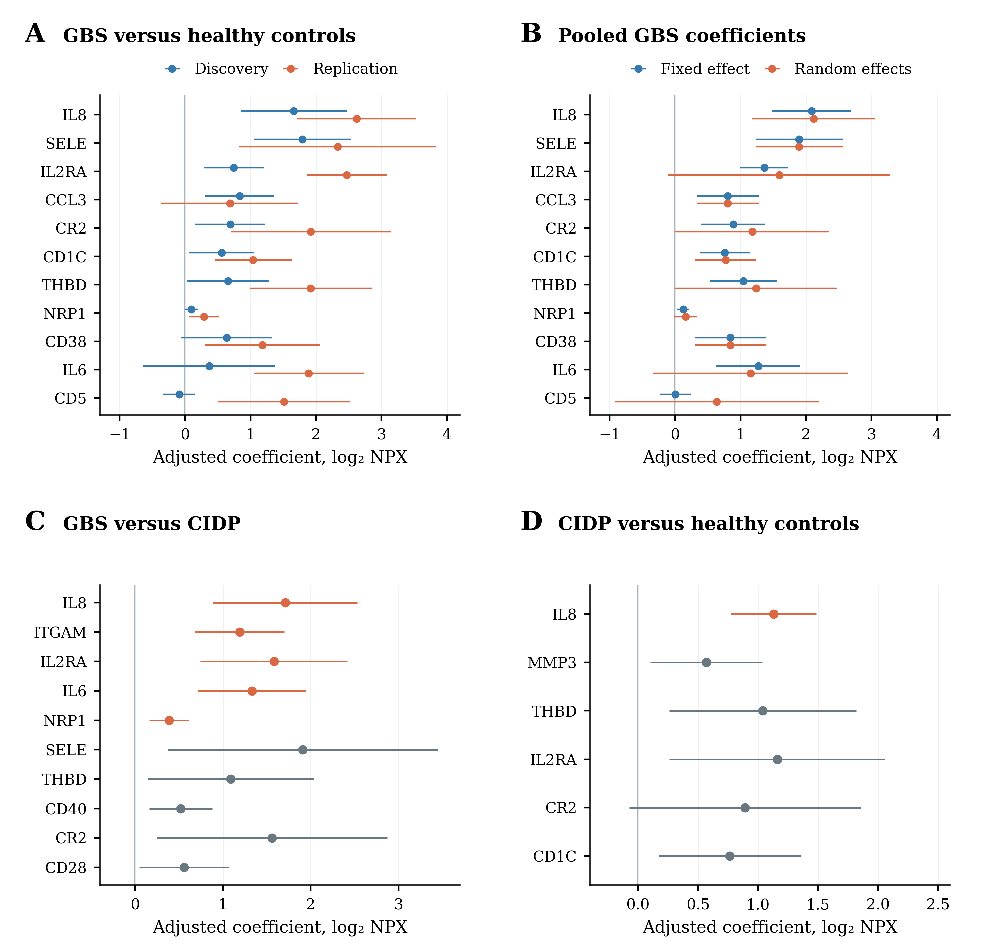 A GBS versus healthy controls
Discovery Replication
IL8
SELE
IL2RA
CCL3
CR2
CD1C
THBD
NRP1
CD38
IL6
CD5
−1 0 1 2 3 4
Adjusted coefficient, log₂ NPX
B Pooled GBS coefficients
Fixed effect Random effects
IL8
SELE
IL2RA
CCL3
CR2
CD1C
THBD
NRP1
CD38
IL6
CD5
−1 0 1 2 3 4
Adjusted coefficient, log₂ NPX
C GBS versus CIDP
IL8
ITGAM
IL2RA
IL6
NRP1
SELE
THBD
CD40
CR2
CD28
0 1 2 3
Adjusted coefficient, log₂ NPX
D CIDP versus healthy controls
IL8
MMP3
THBD
IL2RA
CR2
CD1C
0.0 0.5 1.0 1.5 2.0 2.5
Adjusted coefficient, log₂ NPX